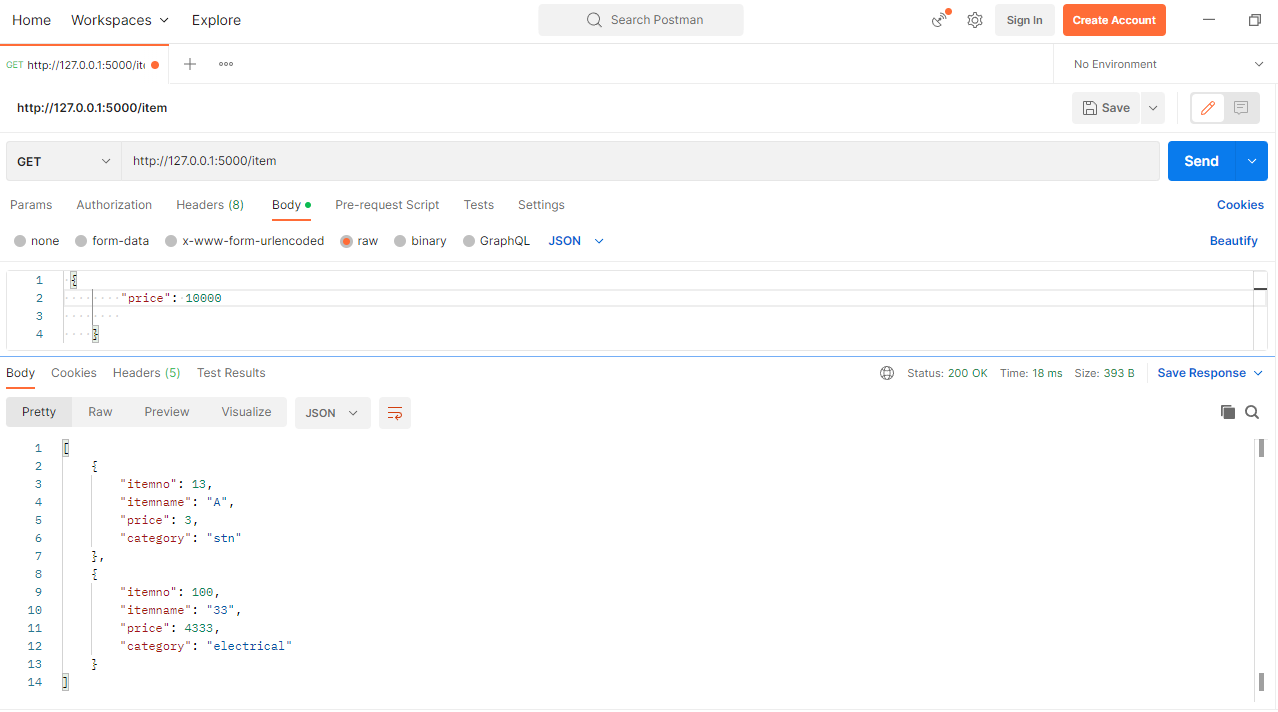 Home Workspaces Explore Search Postman Sign In Create Account
GET http://127.0.0.1:5000/ite No Environment
http://127.0.0.1:5000/item Save
GET http://127.0.0.1:5000/item Send
Params Authorization Headers (8) Body Pre-request Script Tests Settings Cookies
none form-data x-www-form-urlencoded raw binary GraphQL JSON Beautify
1 {
2 "price": 10000
3
4 }
Body Cookies Headers (5) Test Results Status: 200 OK Time: 18 ms Size: 393 B Save Response
Pretty Raw Preview Visualize JSON
1 [
2 {
3 "itemno": 13,
4 "itemname": "A",
5 "price": 3,
6 "category": "stn"
7 },
8 {
9 "itemno": 100,
10 "itemname": "33",
11 "price": 4333,
12 "category": "electrical"
13 }
14 ]